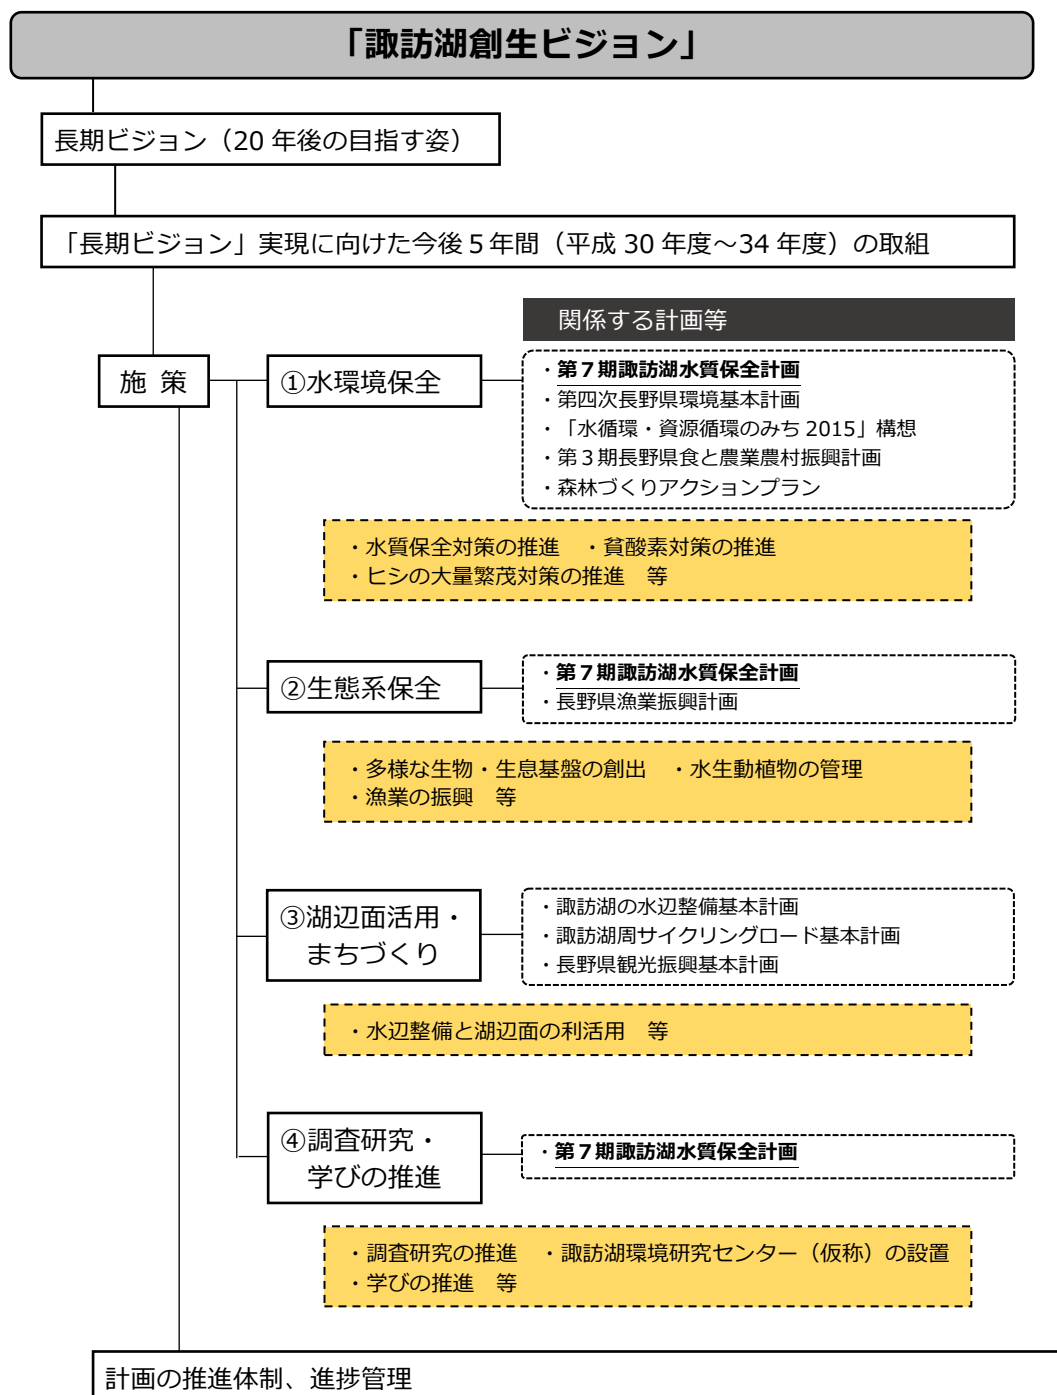 「諏訪湖創生ビジョン」
長期ビジョン（20 年後の目指す姿）
「長期ビジョン」実現に向けた今後５年間（平成 30 年度～34 年度）の取組
関係する計画等
施 策
①水環境保全
・第７期諏訪湖水質保全計画
・第四次長野県環境基本計画
・「水循環・資源循環のみち 2015」構想
・第３期長野県食と農業農村振興計画
・森林づくりアクションプラン
・水質保全対策の推進　・貧酸素対策の推進
・ヒシの大量繁茂対策の推進　等
②生態系保全
・第７期諏訪湖水質保全計画
・長野県漁業振興計画
・多様な生物・生息基盤の創出　・水生動植物の管理
・漁業の振興　等
③湖辺面活用・
まちづくり
・諏訪湖の水辺整備基本計画
・諏訪湖周サイクリングロード基本計画
・長野県観光振興基本計画
・水辺整備と湖辺面の利活用　等
④調査研究・
学びの推進
・第７期諏訪湖水質保全計画
・調査研究の推進　・諏訪湖環境研究センター（仮称）の設置
・学びの推進　等
計画の推進体制、進捗管理